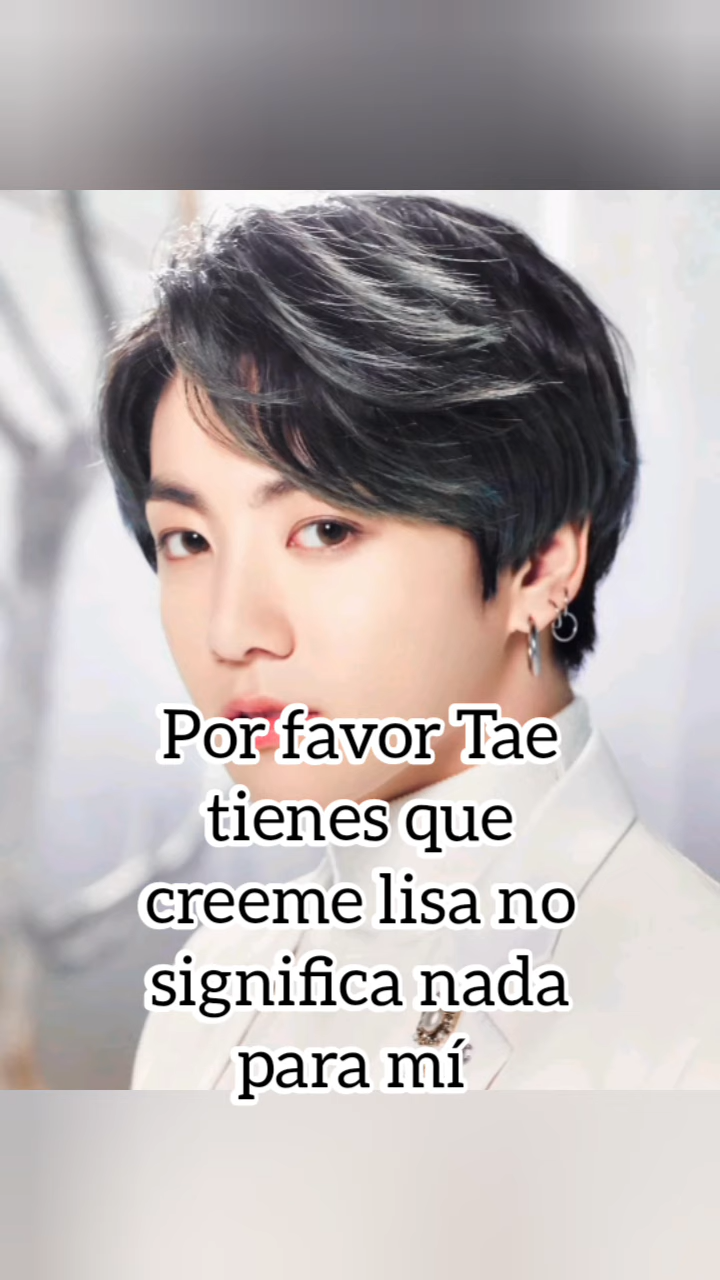 Por favor Tae
tienes que
creeme lisa no
significa nada
para mí